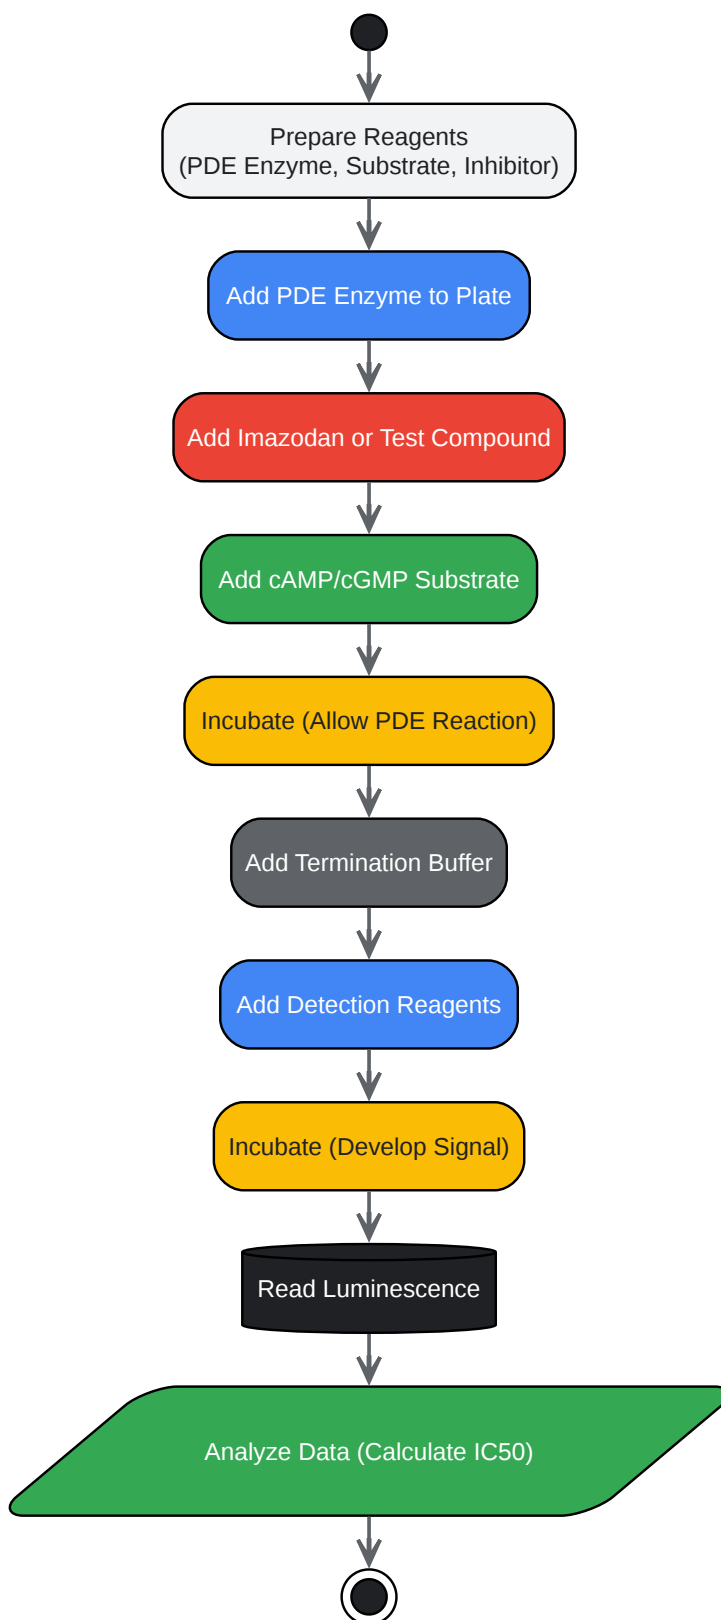 Prepare Reagents
(PDE Enzyme, Substrate, Inhibitor)
Add PDE Enzyme to Plate
Add Imazodan or Test Compound
Add cAMP/cGMP Substrate
Incubate (Allow PDE Reaction)
Add Termination Buffer
Add Detection Reagents
Incubate (Develop Signal)
Read Luminescence
Analyze Data (Calculate IC50)